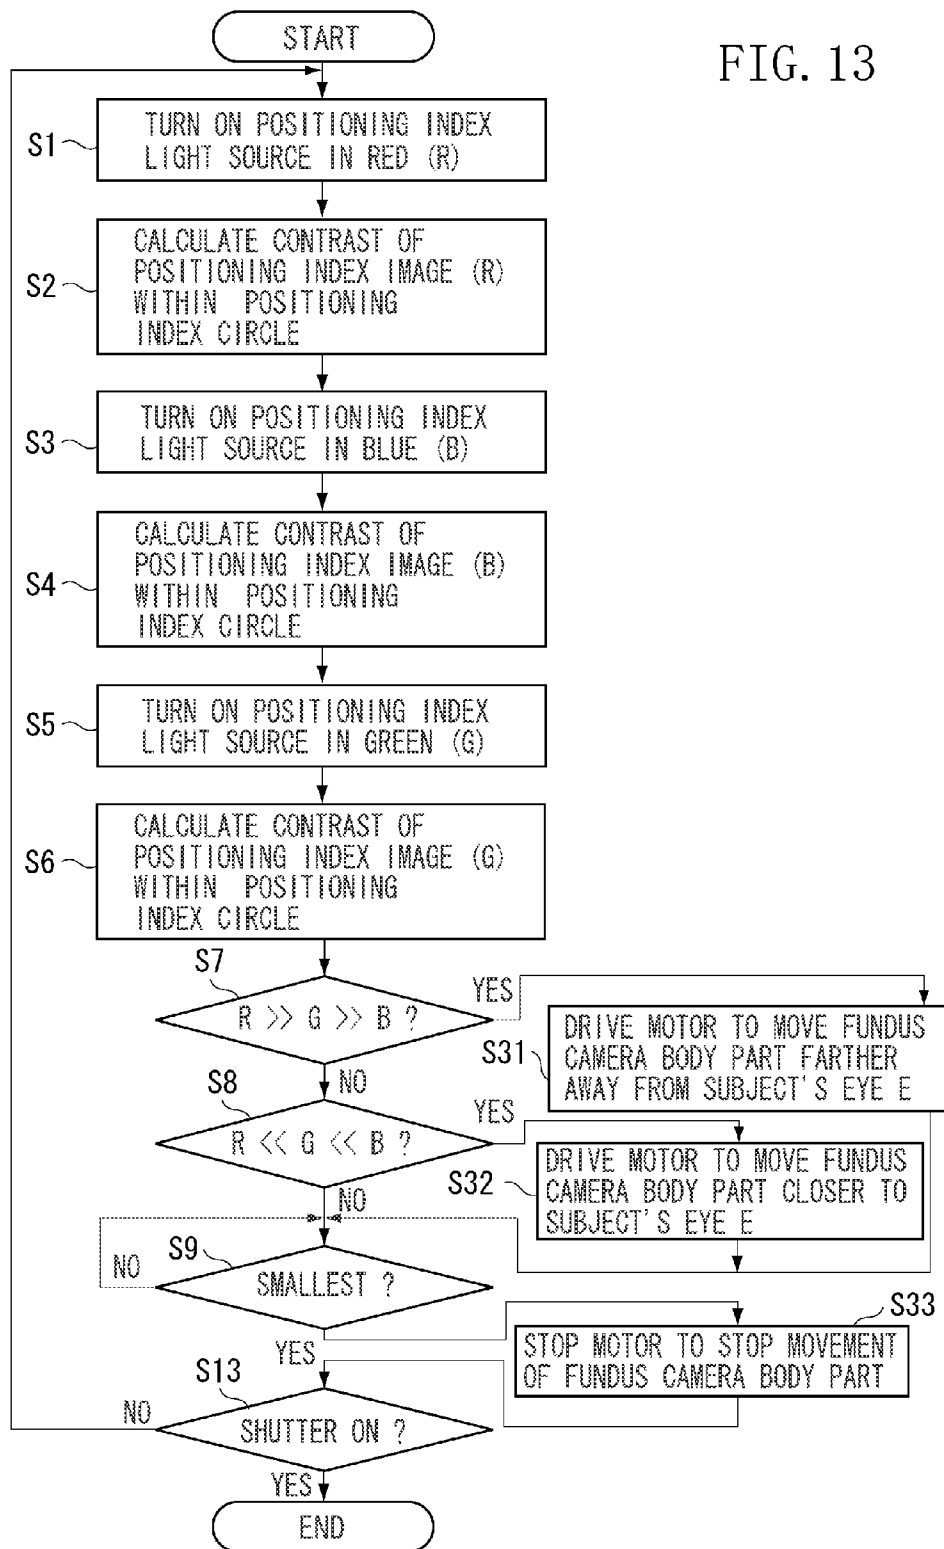 START
FIG. 13
S1
TURN ON POSITIONING INDEX
LIGHT SOURCE IN RED (R)
S2
CALCULATE CONTRAST OF
POSITIONING INDEX IMAGE (R)
WITHIN POSITIONING
INDEX CIRCLE
S3
TURN ON POSITIONING INDEX
LIGHT SOURCE IN BLUE (B)
S4
CALCULATE CONTRAST OF
POSITIONING INDEX IMAGE (B)
WITHIN POSITIONING
INDEX CIRCLE
S5
TURN ON POSITIONING INDEX
LIGHT SOURCE IN GREEN (G)
S6
CALCULATE CONTRAST OF
POSITIONING INDEX IMAGE (G)
WITHIN POSITIONING
INDEX CIRCLE
S7
R >> G >> B ?
YES
NO
S31
DRIVE MOTOR TO MOVE FUNDUS
CAMERA BODY PART FARTHER
AWAY FROM SUBJECT'S EYE E
S8
R << G << B ?
YES
NO
S32
DRIVE MOTOR TO MOVE FUNDUS
CAMERA BODY PART CLOSER TO
SUBJECT'S EYE E
S9
SMALLEST ?
NO
YES
S33
STOP MOTOR TO STOP MOVEMENT
OF FUNDUS CAMERA BODY PART
S13
SHUTTER ON ?
NO
YES
END